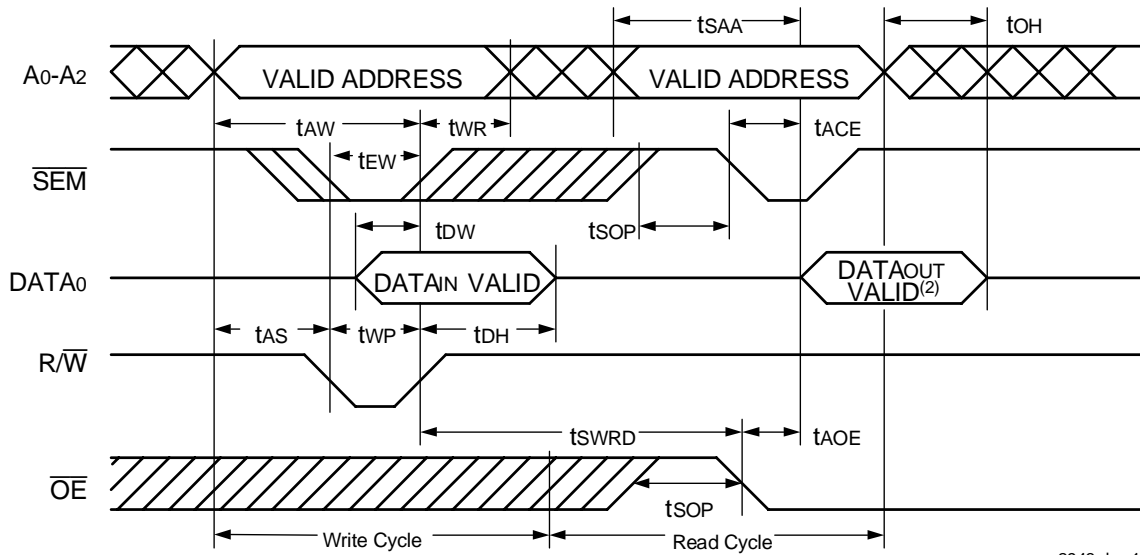 tSAA
tOH
A0-A2
VALID ADDRESS
VALID ADDRESS
tAW
tWR
tACE
tEW
SEM
tDW
tSOP
DATA0
DATAIN VALID
DATAOUT
VALID(2)
tAS
tWP
tDH
R/W
tSWRD
tAOE
OE
tSOP
Write Cycle
Read Cycle